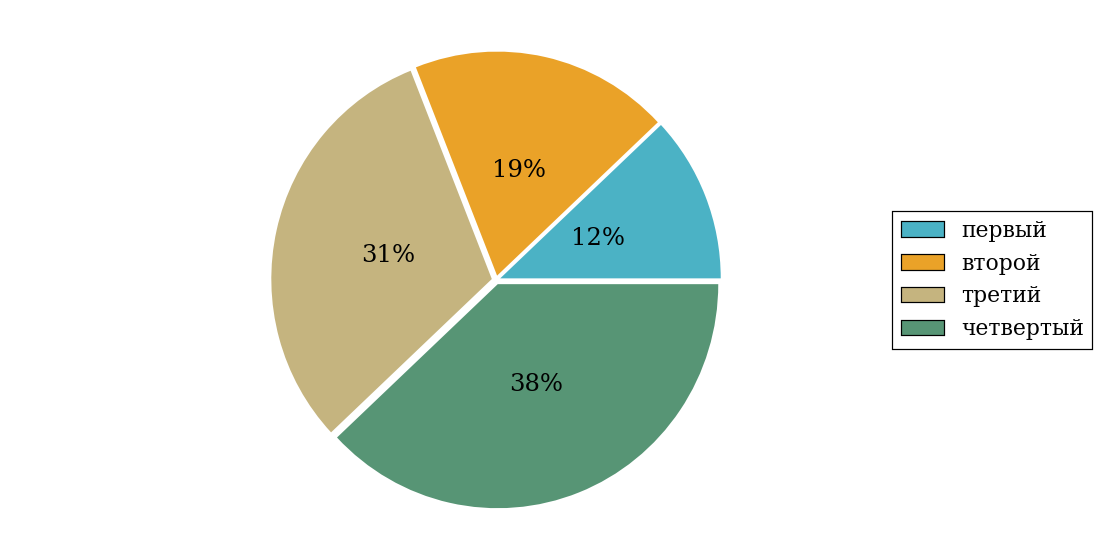 19%
12%
31%
38%
первый
второй
третий
четвертый